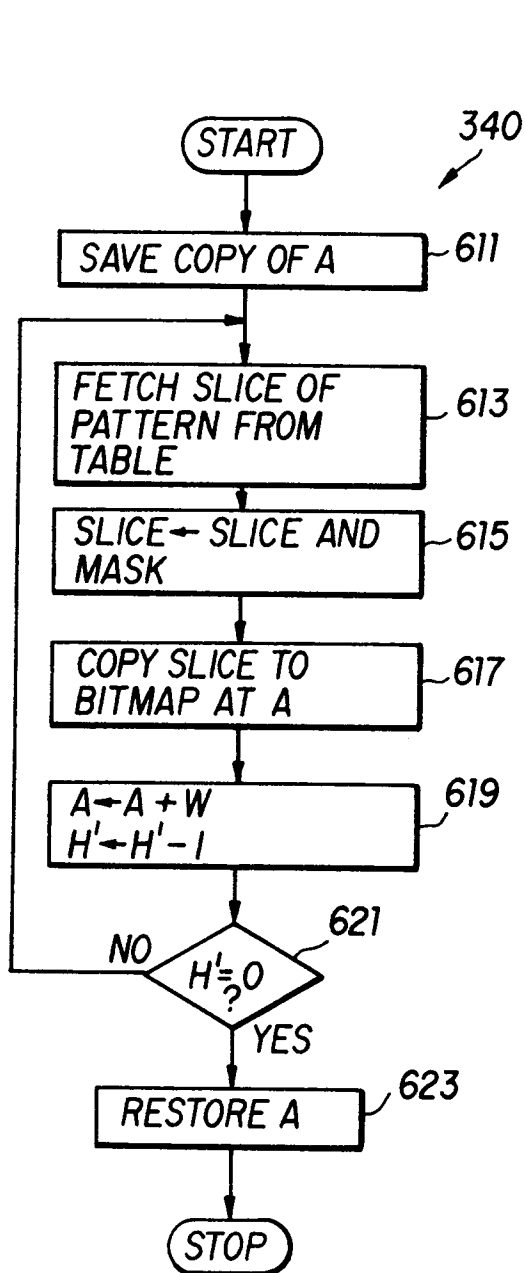 START
340
SAVE COPY OF A
611
FETCH SLICE OF
PATTERN FROM
TABLE
613
SLICE←SLICE AND
MASK
615
COPY SLICE TO
BITMAP AT A
617
A←A+W
H'←H'-1
619
621
NO
H'=0
?
YES
RESTORE A
623
STOP